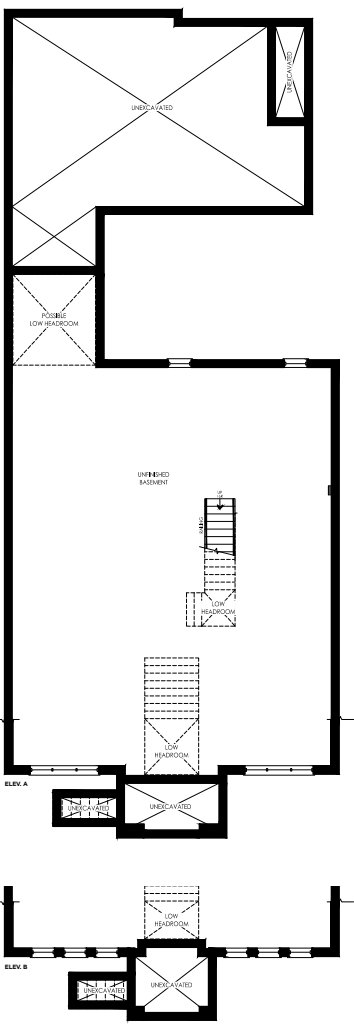 UNEXCAVATED
UNEXCAVATED
POSSIBLE
LOW HEADROOM
UNFINISHED
BASEMENT
UP
RAILING
LOW
HEADROOM
LOW
HEADROOM
ELEV. A
UNEXCAVATED
UNEXCAVATED
LOW
HEADROOM
ELEV. B
UNEXCAVATED
UNEXCAVATED